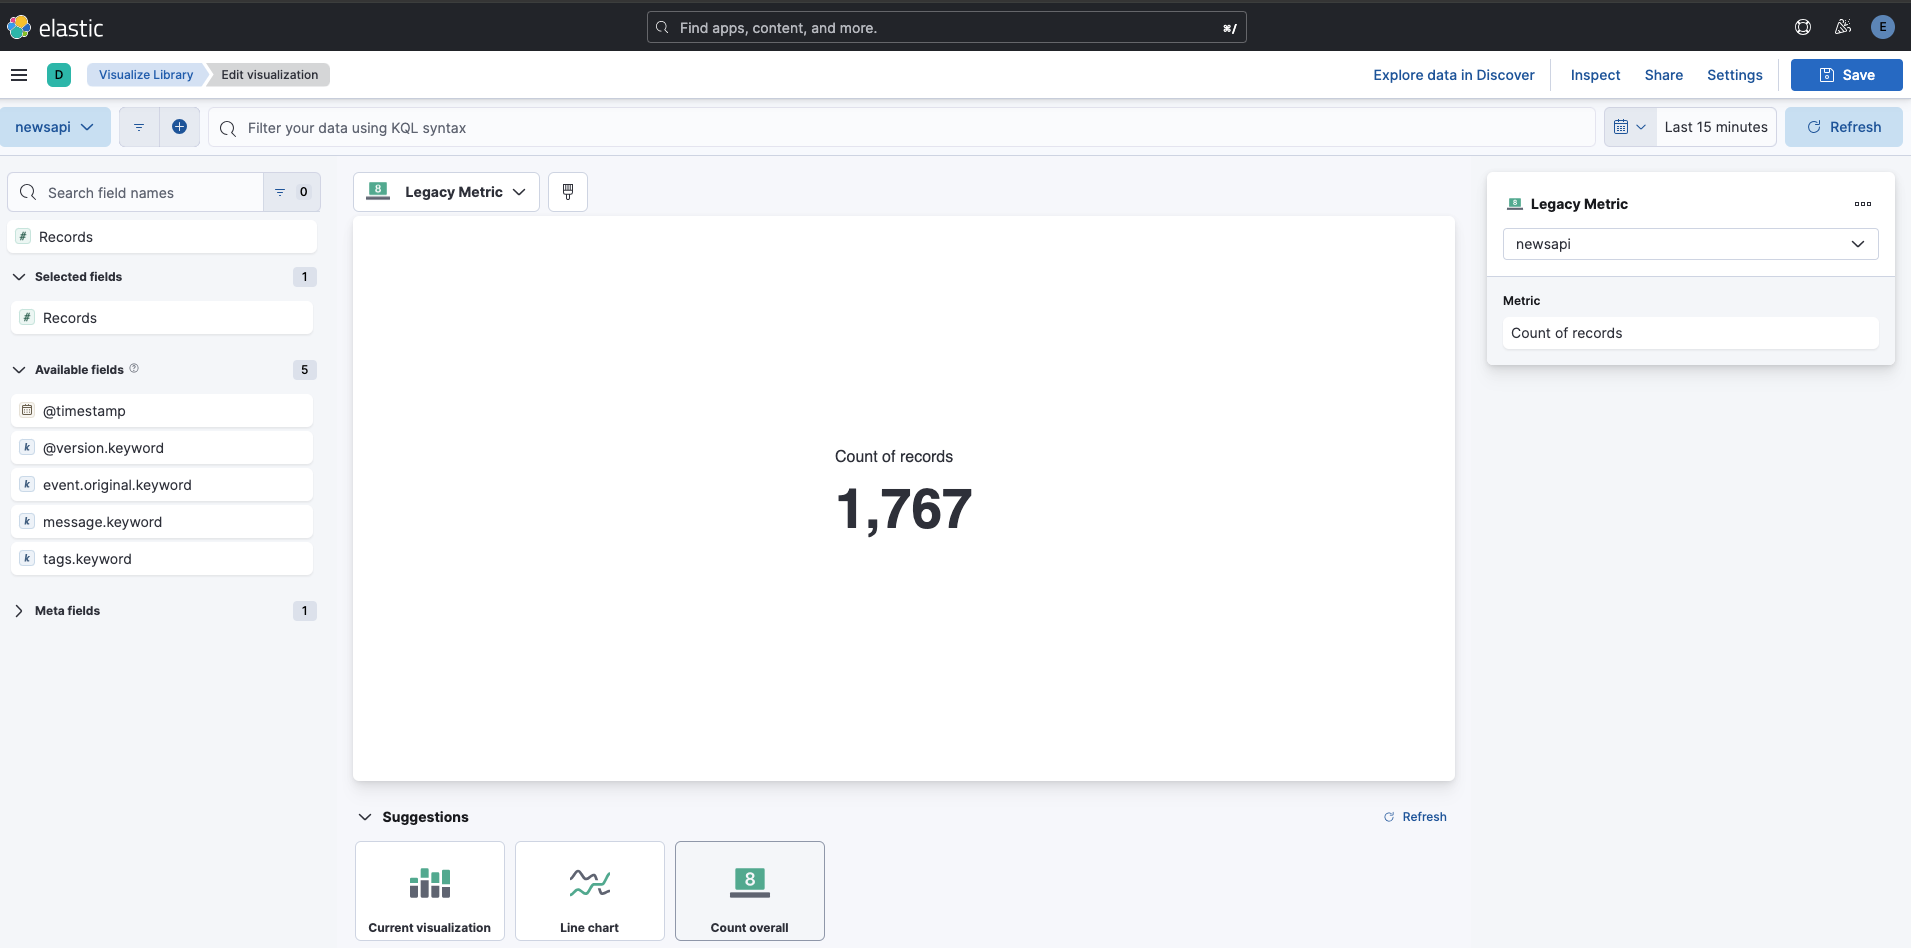 elastic
Find apps, content, and more.
⌘/
E
D
Visualize Library
Edit visualization
Explore data in Discover
Inspect
Share
Settings
Save
newsapi
Filter your data using KQL syntax
Last 15 minutes
Refresh
Search field names
0
# Records
Selected fields
1
# Records
Available fields
5
@timestamp
k @version.keyword
k event.original.keyword
k message.keyword
k tags.keyword
Meta fields
1
8 Legacy Metric
Count of records
1,767
Suggestions
Refresh
Current visualization
Line chart
8
Count overall
8 Legacy Metric
newsapi
Metric
Count of records